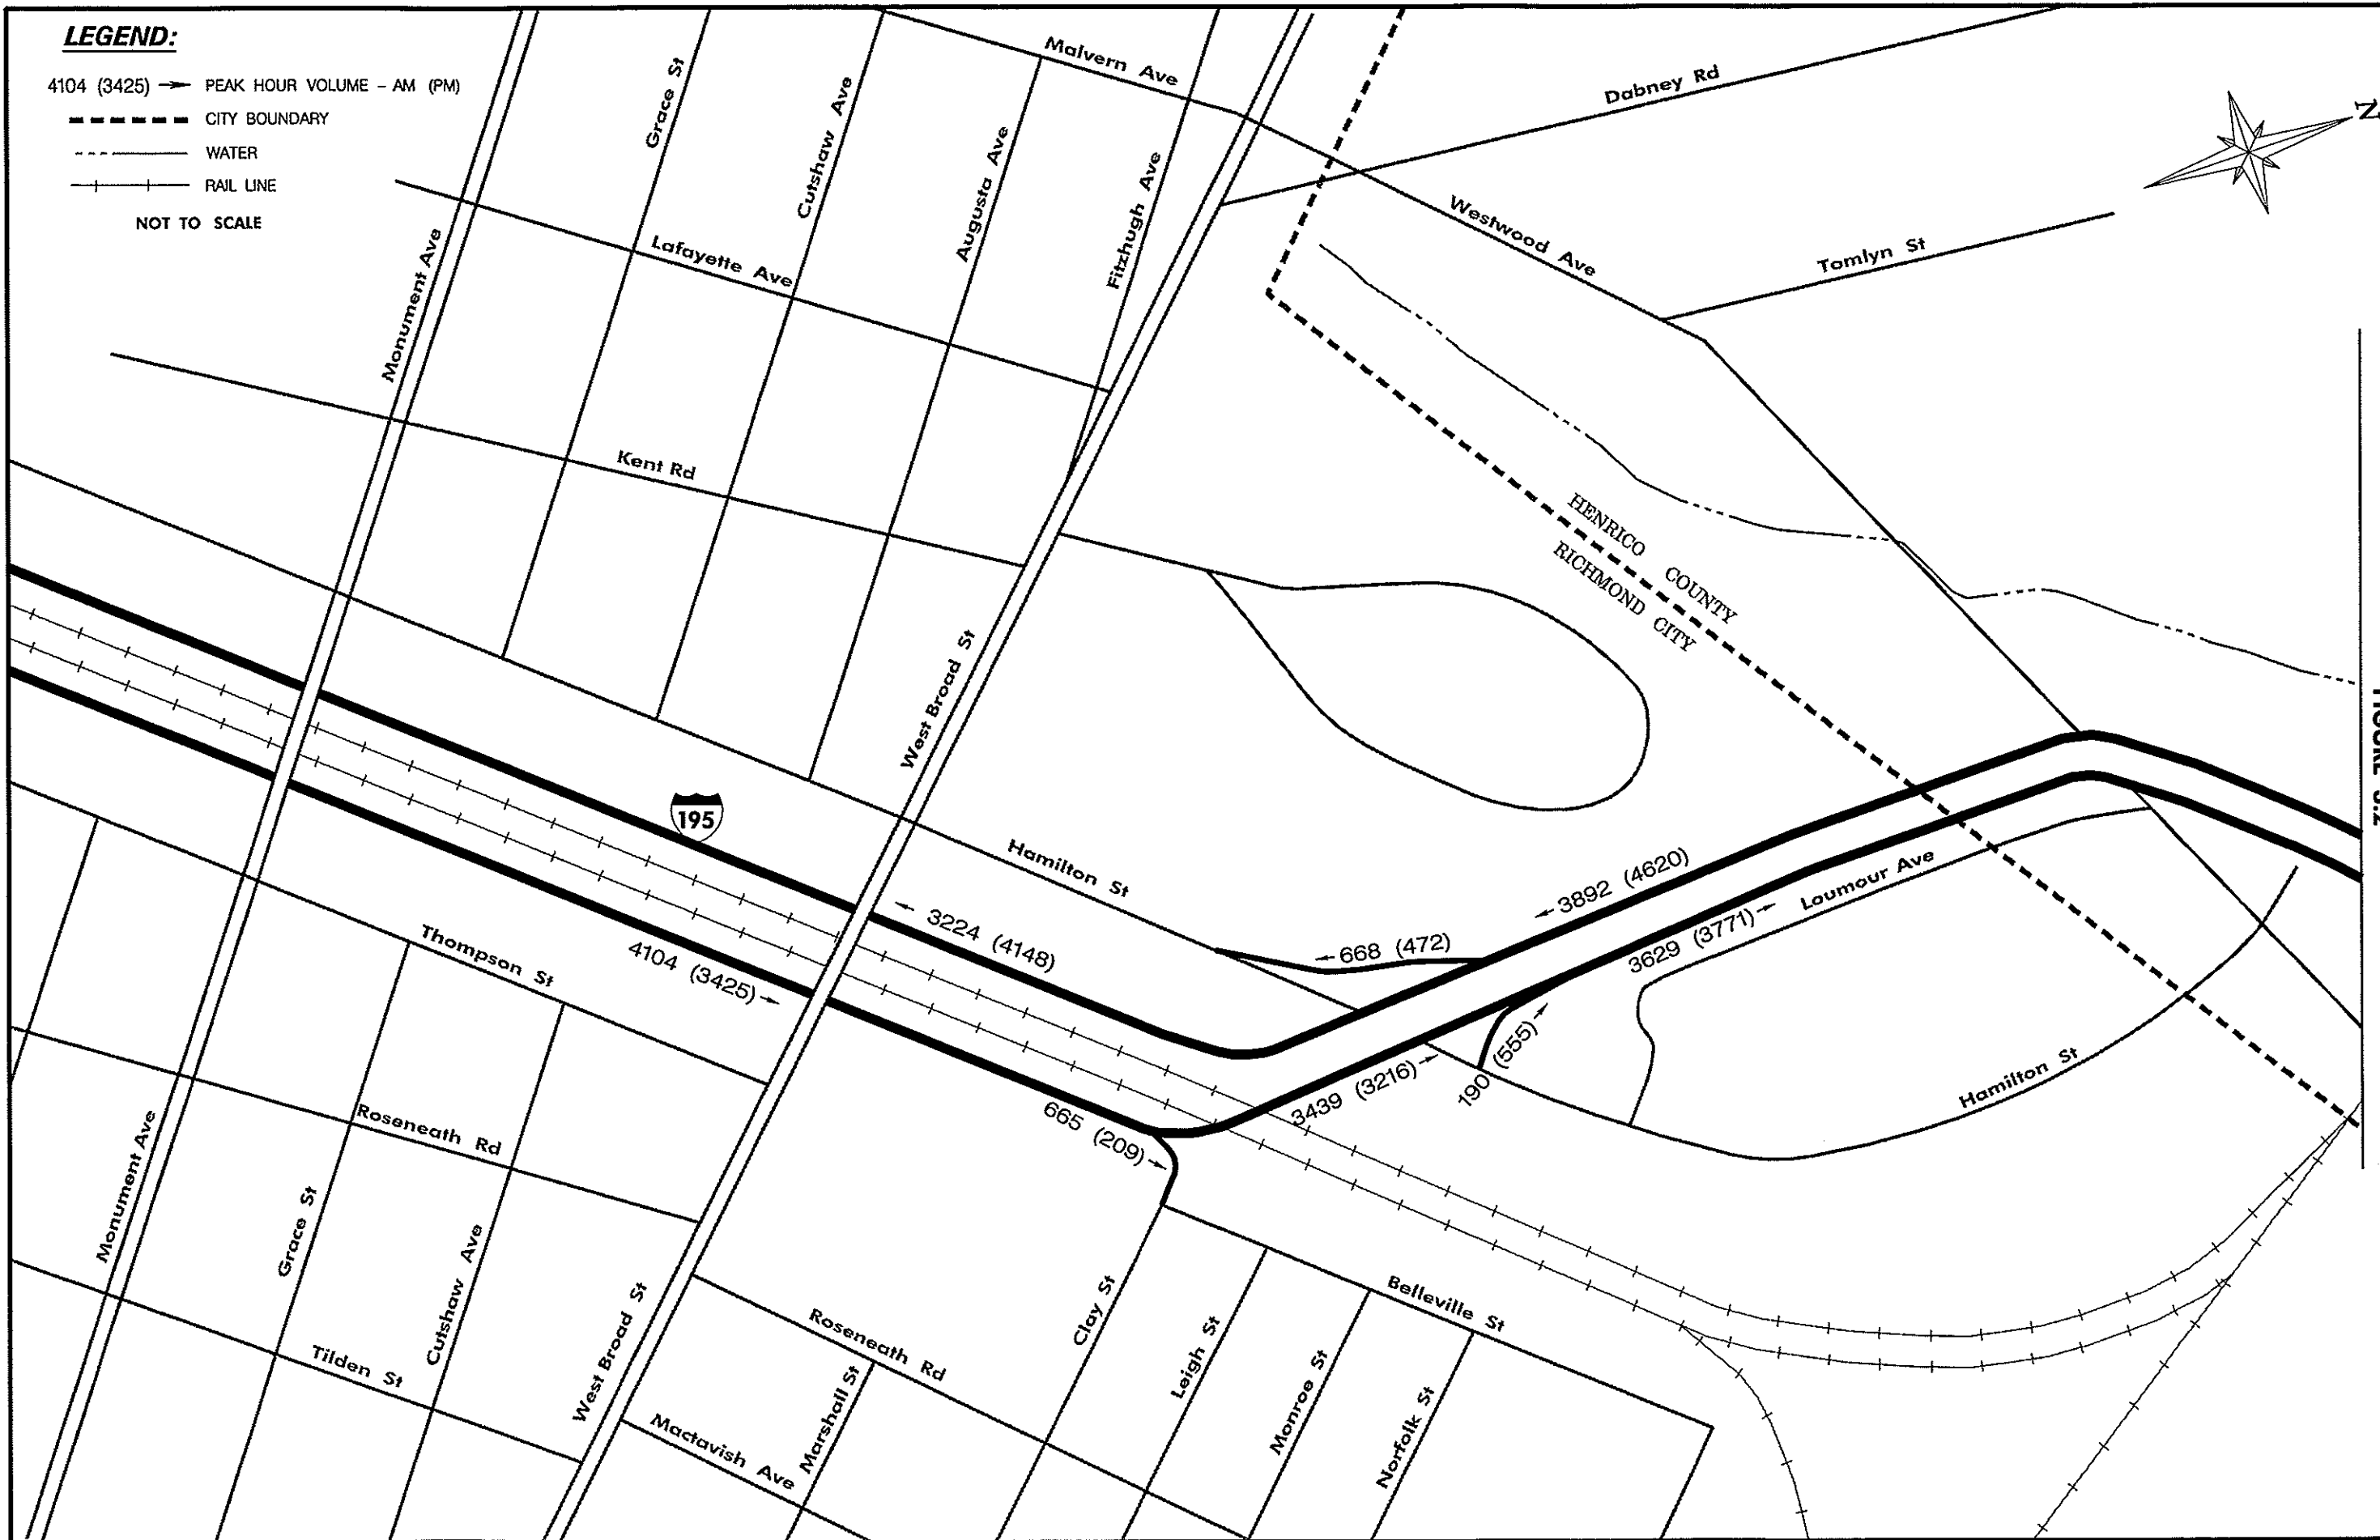 LEGEND:
4104 (3425) PEAK HOUR VOLUME - AM (PM)
CITY BOUNDARY
WATER
RAIL LINE
NOT TO SCALE
N
Malvern Ave
Dabney Rd
Grace St
Cutshaw Ave
Augusta Ave
Fitzhugh Ave
Westwood Ave
Tomlyn St
Monument Ave
Lafayette Ave
Kent Rd
HENRICO COUNTY
RICHMOND CITY
West Broad St
195
Hamilton St
3892 (4620)
Loumour Ave
3224 (4148)
668 (472)
3629 (3771)
Thompson St
4104 (3425)
3439 (3216)
190 (555)
Hamilton St
665 (209)
Roseneath Rd
Monument Ave
Grace St
Cutshaw Ave
Tilden St
West Broad St
Roseneath Rd
Marshall St
Mactavish Ave
Clay St
Leigh St
Belleville St
Monroe St
Norfolk St